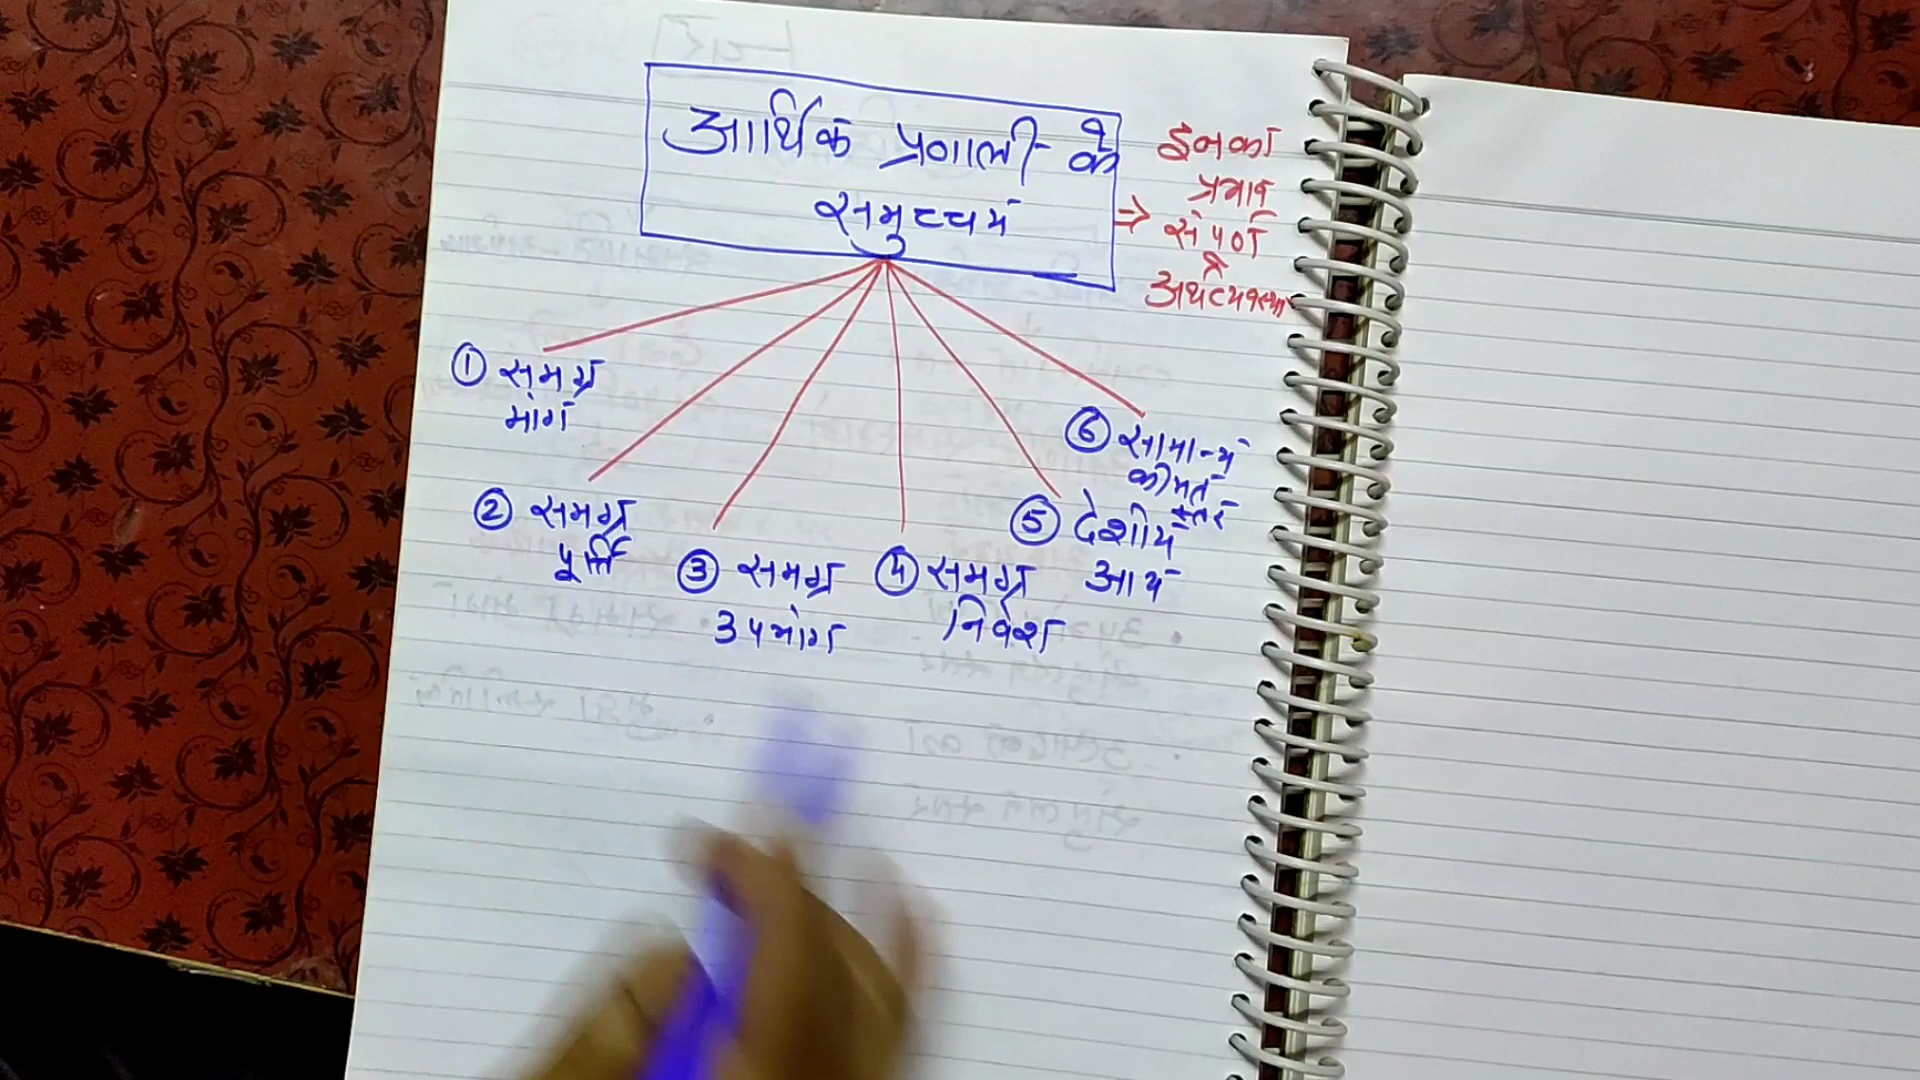 आर्थिक प्रणाली के
समुच्चय
⇒
इनका
प्रभाव
संपूर्ण
अर्थव्यवस्था
① समग्र
मांग
② समग्र
पूर्ति
③ समग्र
उपभोग
④ समग्र
निवेश
⑤ देशीय
आय
⑥ सामान्य
कीमत
स्तर